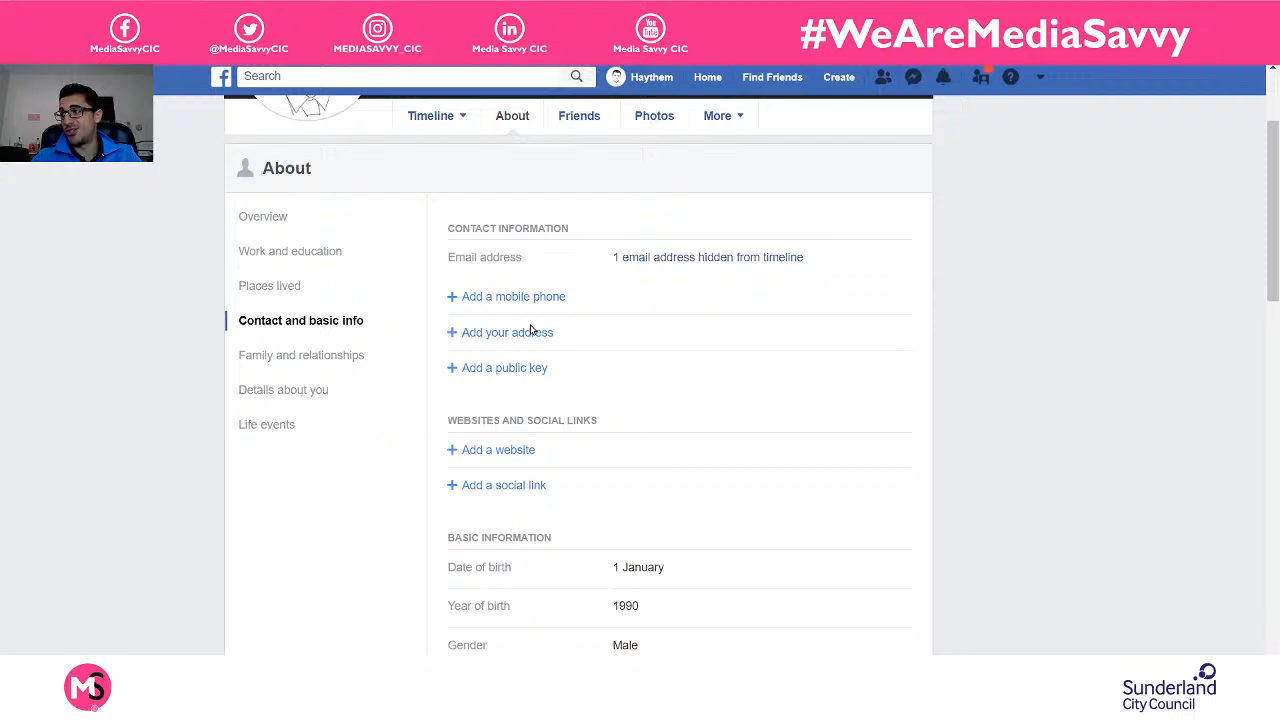 #WeAreMediaSavvy
MediaSavvyCIC
@MediaSavvyCIC
MEDIASAVVY_CIC
Media Savvy CIC
You Tube
Media Savvy CIC
Search
Haythem
Home
Find Friends
Create
Timeline
About
Friends
Photos
More
About
Overview
Work and education
Places lived
Contact and basic info
Family and relationships
Details about you
Life events
CONTACT INFORMATION
Email address 1 email address hidden from timeline
+ Add a mobile phone
+ Add your address
+ Add a public key
WEBSITES AND SOCIAL LINKS
+ Add a website
+ Add a social link
BASIC INFORMATION
Date of birth 1 January
Year of birth 1990
Gender Male
MS
Sunderland
City Council